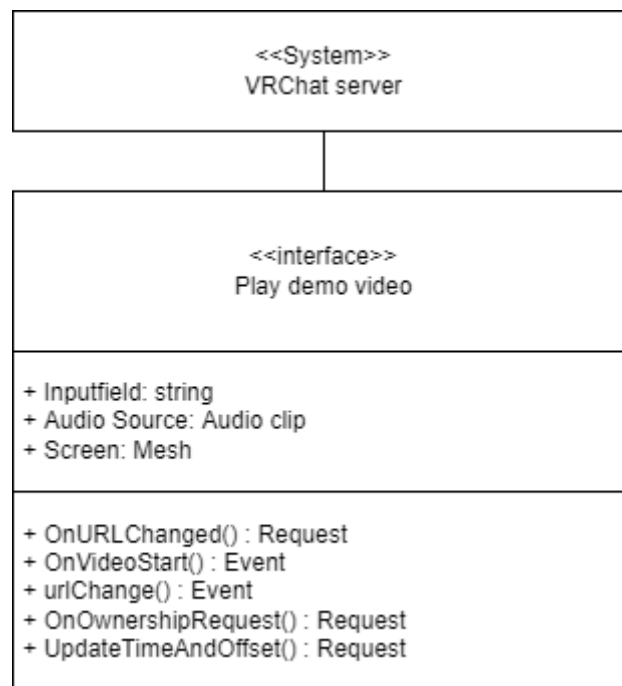 <<System>>
VRChat server
<<interface>>
Play demo video
+ Inputfield: string
+ Audio Source: Audio clip
+ Screen: Mesh
+ OnURLChanged() : Request
+ OnVideoStart() : Event
+ urlChange() : Event
+ OnOwnershipRequest() : Request
+ UpdateTimeAndOffset() : Request